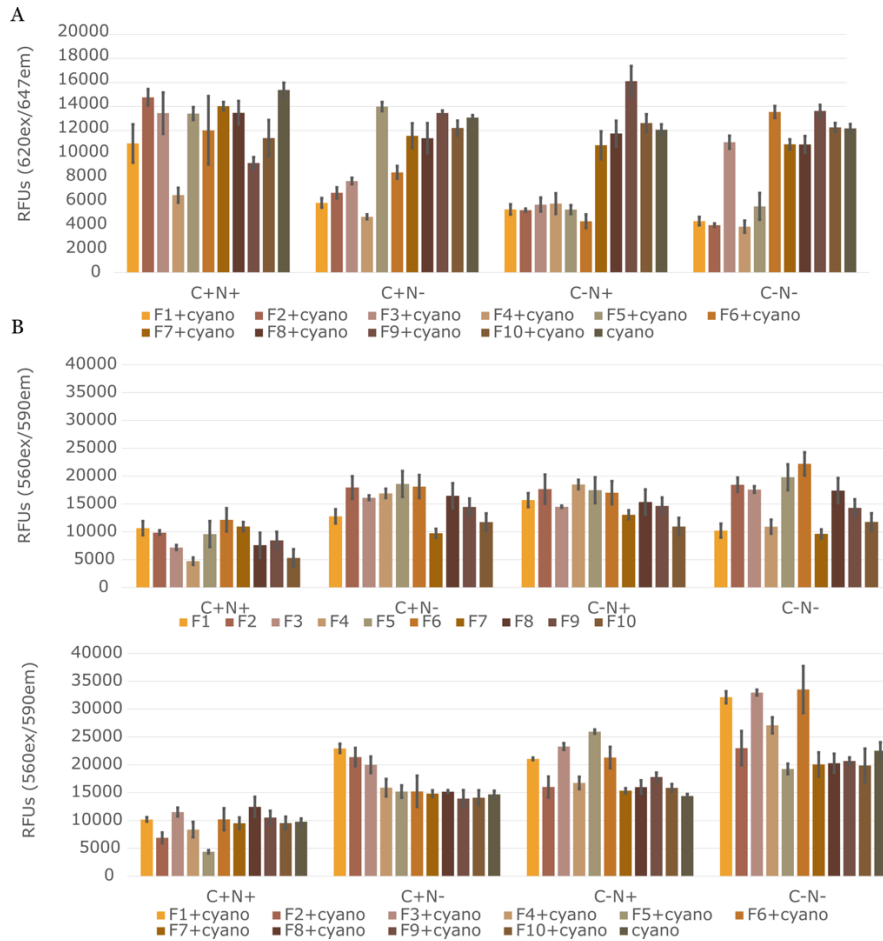 A
RFUs (620ex/647em)
20000
18000
16000
14000
12000
10000
8000
6000
4000
2000
0
C+N+ C+N- C-N+ C-N-
F1+cyano F2+cyano F3+cyano F4+cyano F5+cyano F6+cyano
F7+cyano F8+cyano F9+cyano F10+cyano cyano
B
RFUs (560ex/590em)
40000
35000
30000
25000
20000
15000
10000
5000
0
C+N+ C+N- C-N+ C-N-
F1 F2 F3 F4 F5 F6 F7 F8 F9 F10
RFUs (560ex/590em)
40000
35000
30000
25000
20000
15000
10000
5000
0
C+N+ C+N- C-N+ C-N-
F1+cyano F2+cyano F3+cyano F4+cyano F5+cyano F6+cyano
F7+cyano F8+cyano F9+cyano F10+cyano cyano